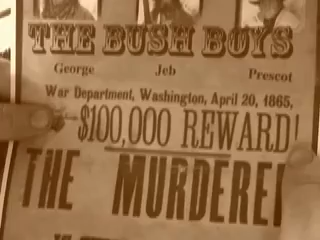 THE BUSH BOYS
George Jeb Prescot
War Department, Washington, April 20, 1865,
$100,000 REWARD!
THE MURDERE